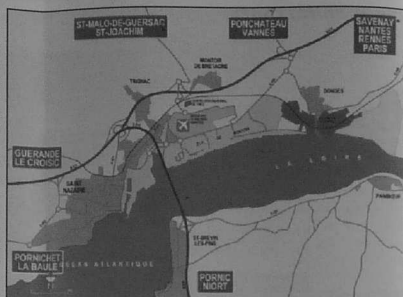 ST-MALO-DE-GUERSAC
ST-JOACHIM
PONCHATEAU
VANNES
SAVENAY
NANTES
RENNES
PARIS
MONTOIR
DE BRETAGNE
TRIGNAC
DONGES
GUERANDE
LE CROISIC
LA LOIRE
SAINT
NAZAIRE
PAIMBOEUF
ST-BREVIN
LES-PINS
PORNICHET
LA BAULE
OCEAN ATLANTIQUE
PORNIC
NIORT